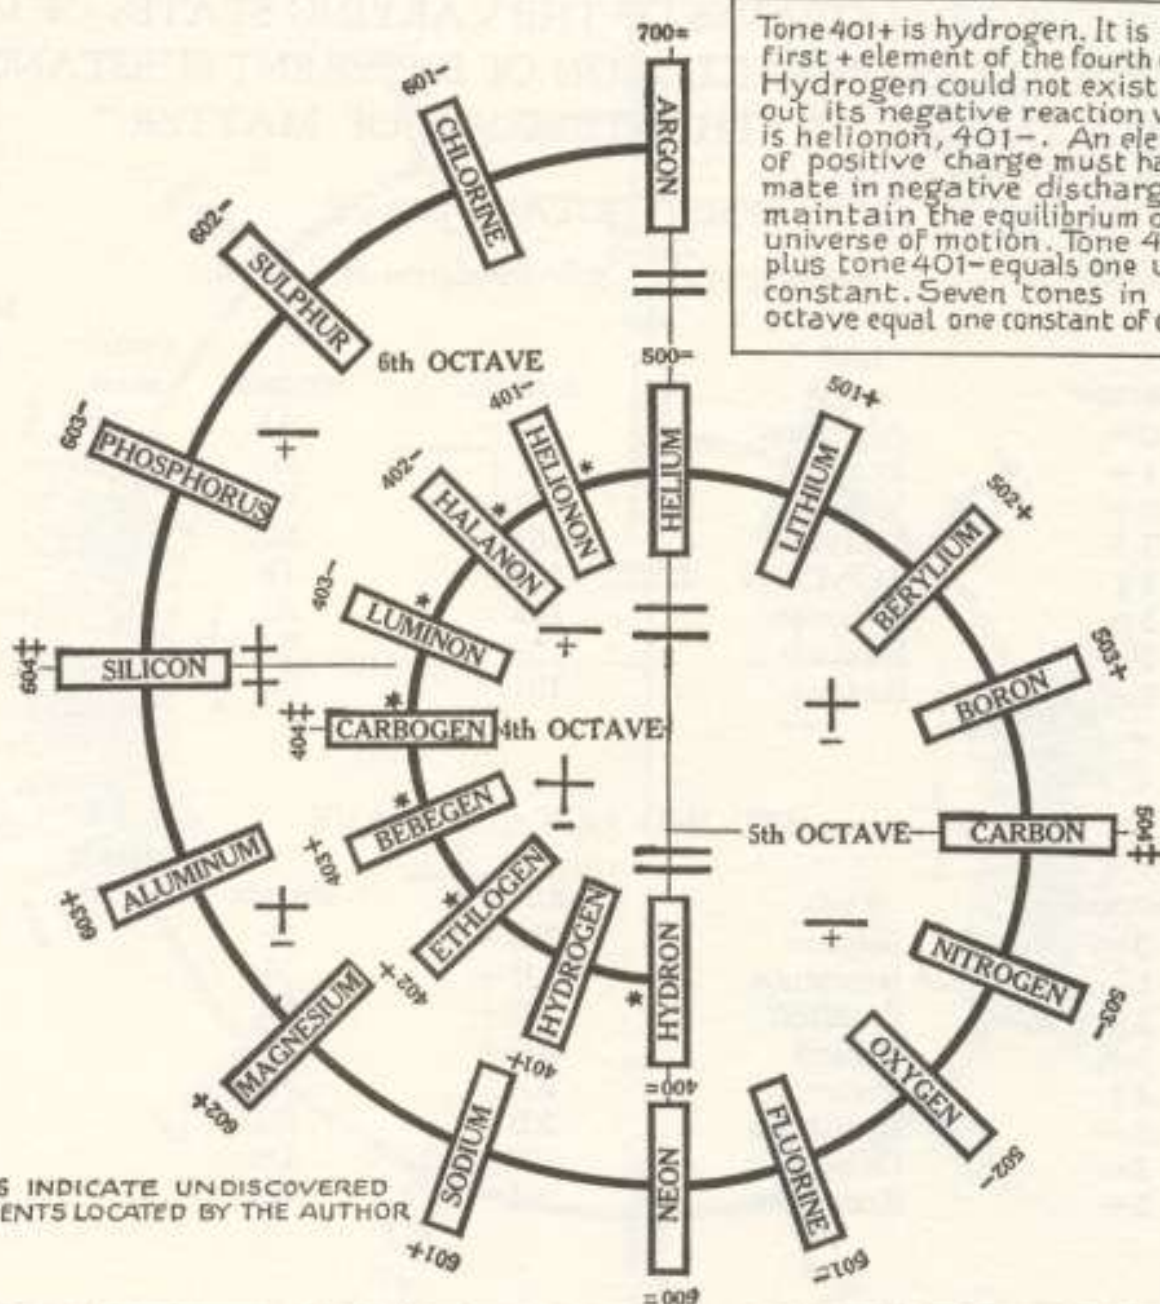 Tone 401+ is hydrogen. It is
first + element of the fourth
Hydrogen could not exist
out its negative reaction
is helionon, 401-. An ele
of positive charge must ha
mate in negative discharg
maintain the equilibrium
universe of motion. Tone 4
plus tone 401- equals one
constant. Seven tones in
octave equal one constant of
700=
ARGON
601-
CHLORINE
602-
SULPHUR
6th OCTAVE
603-
PHOSPHORUS
604‡
SILICON
603+
ALUMINUM
602+
MAGNESIUM
601+
SODIUM
600=
NEON
FLUORINE
502-
OXYGEN
503-
NITROGEN
504‡
CARBON
5th OCTAVE
503+
BORON
502+
BERYLIUM
501+
LITHIUM
500=
HELIUM
401-
HELIONON
*
402-
HALANON
*
403-
LUMINON
*
404‡
CARBOGEN
*
4th OCTAVE
403+
BEBEGEN
*
402+
ETHLOGEN
*
401+
HYDROGEN
400=
HYDRON
*
S INDICATE UNDISCOVERED
ENTS LOCATED BY THE AUTHOR